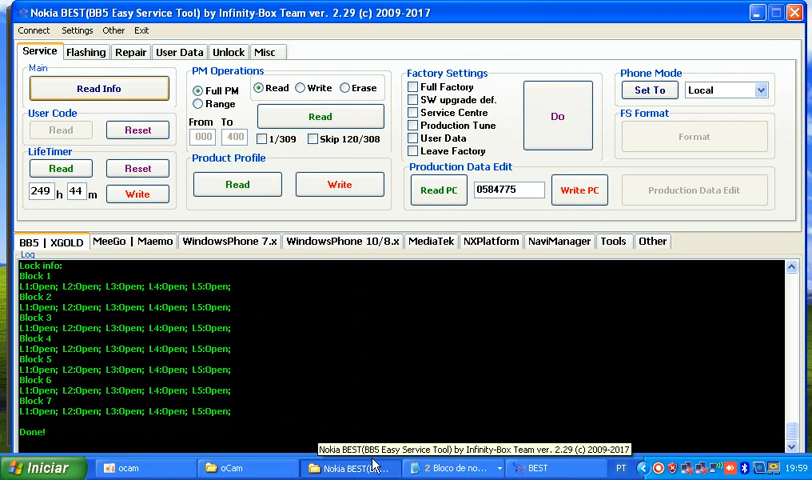 Nokia BEST(BB5 Easy Service Tool) by Infinity-Box Team ver. 2.29 (c) 2009-2017
Connect Settings Other Exit
Service Flashing Repair User Data Unlock Misc
Main
Read Info
User Code
Read Reset
LifeTimer
Read Reset
249 h 44 m Write
PM Operations
Full PM Read Write Erase
Range
Read
From To
000 400 1/309 Skip 120/308
Product Profile
Read Write
Factory Settings
Full Factory
SW upgrade def.
Service Centre
Production Tune
User Data
Leave Factory
Do
Production Data Edit
Read PC 0584775 Write PC
Phone Mode
Set To Local
FS Format
Format
Production Data Edit
BB5 | XGOLD MeeGo | Maemo WindowsPhone 7.x WindowsPhone 10/8.x MediaTek NXPlatform NaviManager Tools Other
Log
Lock info:
Block 1
L1:Open; L2:Open; L3:Open; L4:Open; L5:Open;
Block 2
L1:Open; L2:Open; L3:Open; L4:Open; L5:Open;
Block 3
L1:Open; L2:Open; L3:Open; L4:Open; L5:Open;
Block 4
L1:Open; L2:Open; L3:Open; L4:Open; L5:Open;
Block 5
L1:Open; L2:Open; L3:Open; L4:Open; L5:Open;
Block 6
L1:Open; L2:Open; L3:Open; L4:Open; L5:Open;
Block 7
L1:Open; L2:Open; L3:Open; L4:Open; L5:Open;
Done!
Nokia BEST(BB5 Easy Service Tool) by Infinity-Box Team ver. 2.29 (c) 2009-2017
Iniciar ocam oCam Nokia BEST(B... 2 Bloco de no... BEST PT 19:59